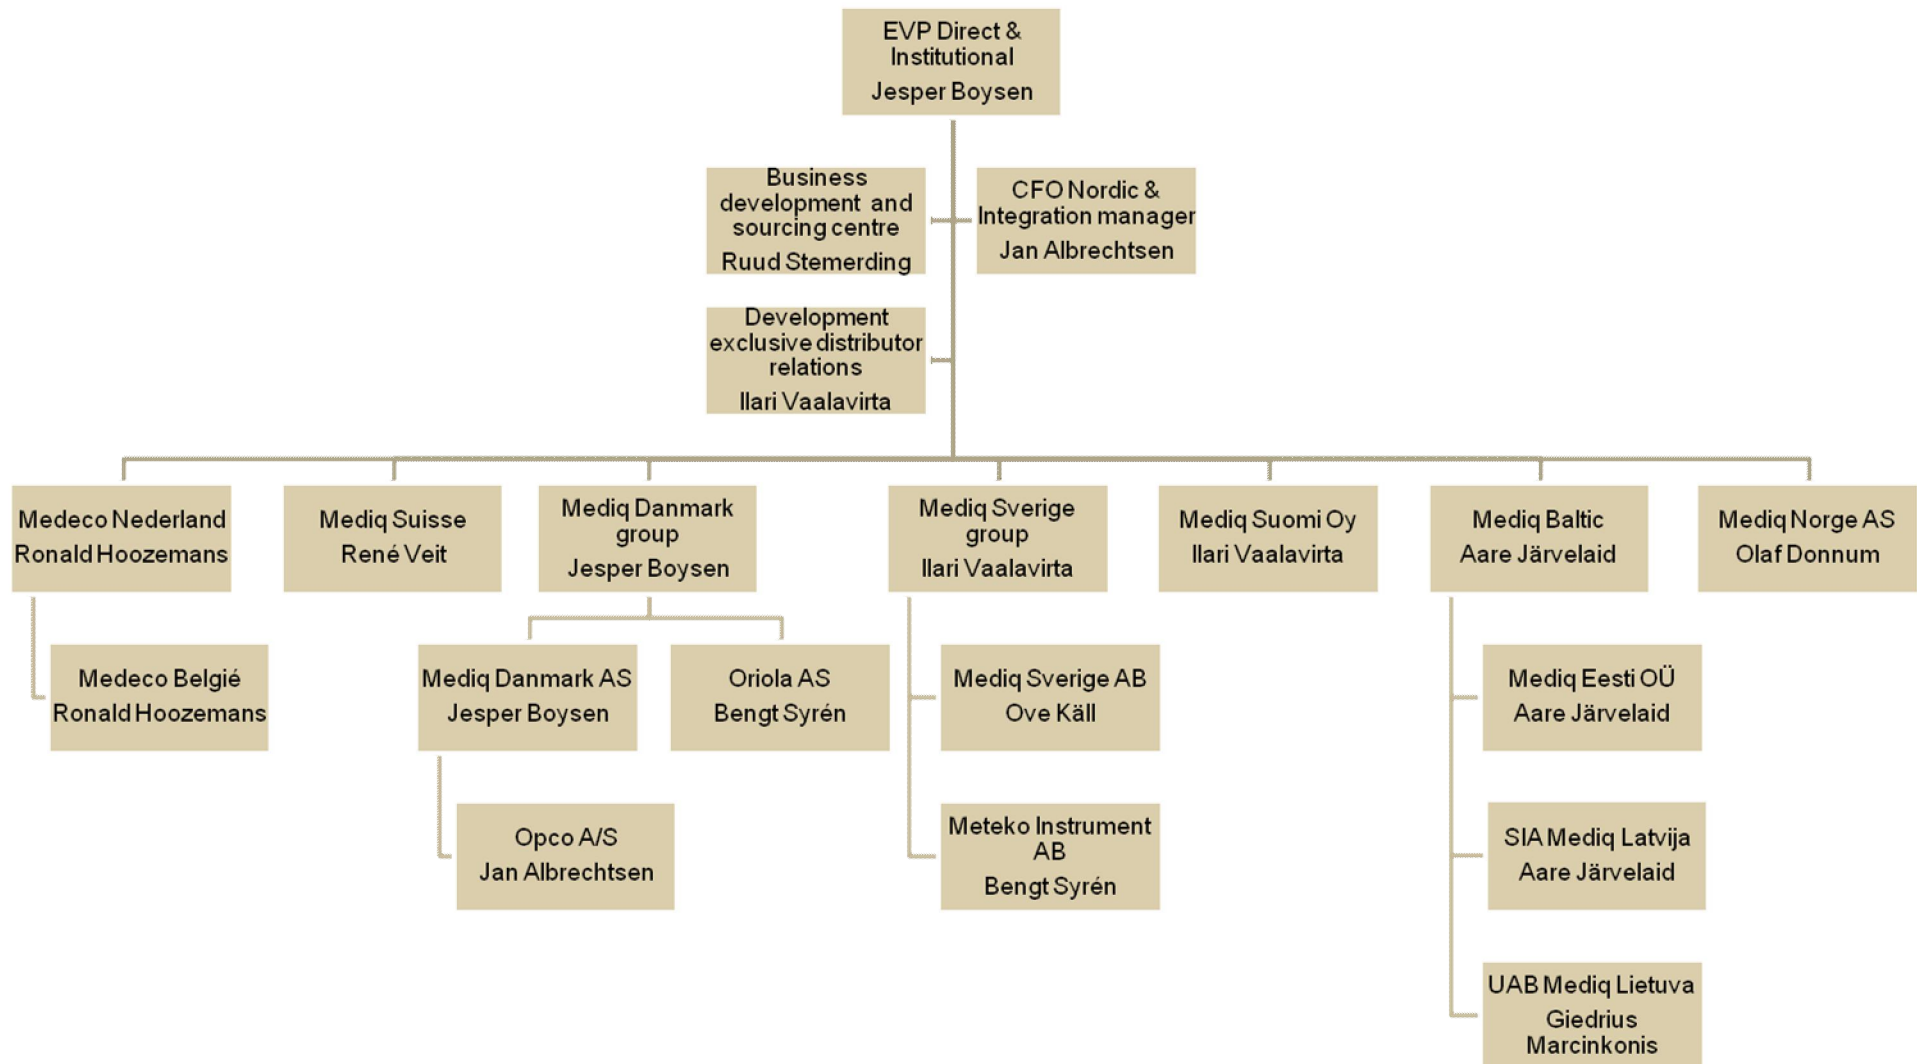 EVP Direct &
Institutional
Jesper Boysen
Business
development and
sourcing centre
Ruud Stemerding
CFO Nordic &
Integration manager
Jan Albrechtsen
Development
exclusive distributor
relations
Ilari Vaalavirta
Medeco Nederland
Ronald Hoozemans
Mediq Suisse
René Veit
Mediq Danmark
group
Jesper Boysen
Mediq Sverige
group
Ilari Vaalavirta
Mediq Suomi Oy
Ilari Vaalavirta
Mediq Baltic
Aare Järvelaid
Mediq Norge AS
Olaf Donnum
Medeco Belgié
Ronald Hoozemans
Mediq Danmark AS
Jesper Boysen
Oriola AS
Bengt Syrén
Mediq Sverige AB
Ove Käll
Mediq Eesti OÜ
Aare Järvelaid
Opco A/S
Jan Albrechtsen
Meteko Instrument
AB
Bengt Syrén
SIA Mediq Latvija
Aare Järvelaid
UAB Mediq Lietuva
Giedrius
Marcinkonis